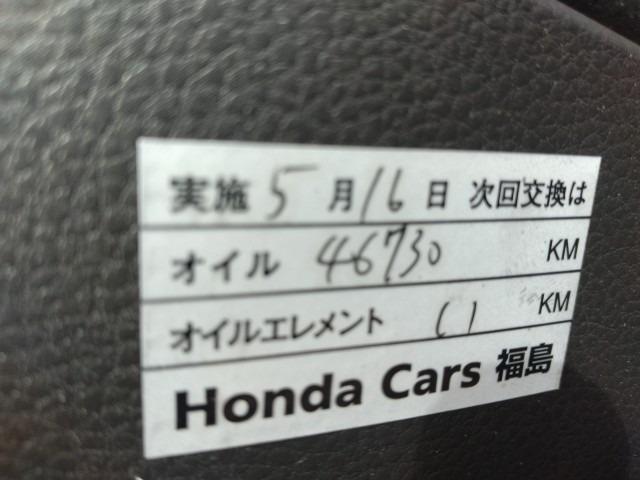 実施 5 月 16 日 次回交換は
オイル 46730 KM
オイルエレメント 〃 KM
Honda Cars 福島